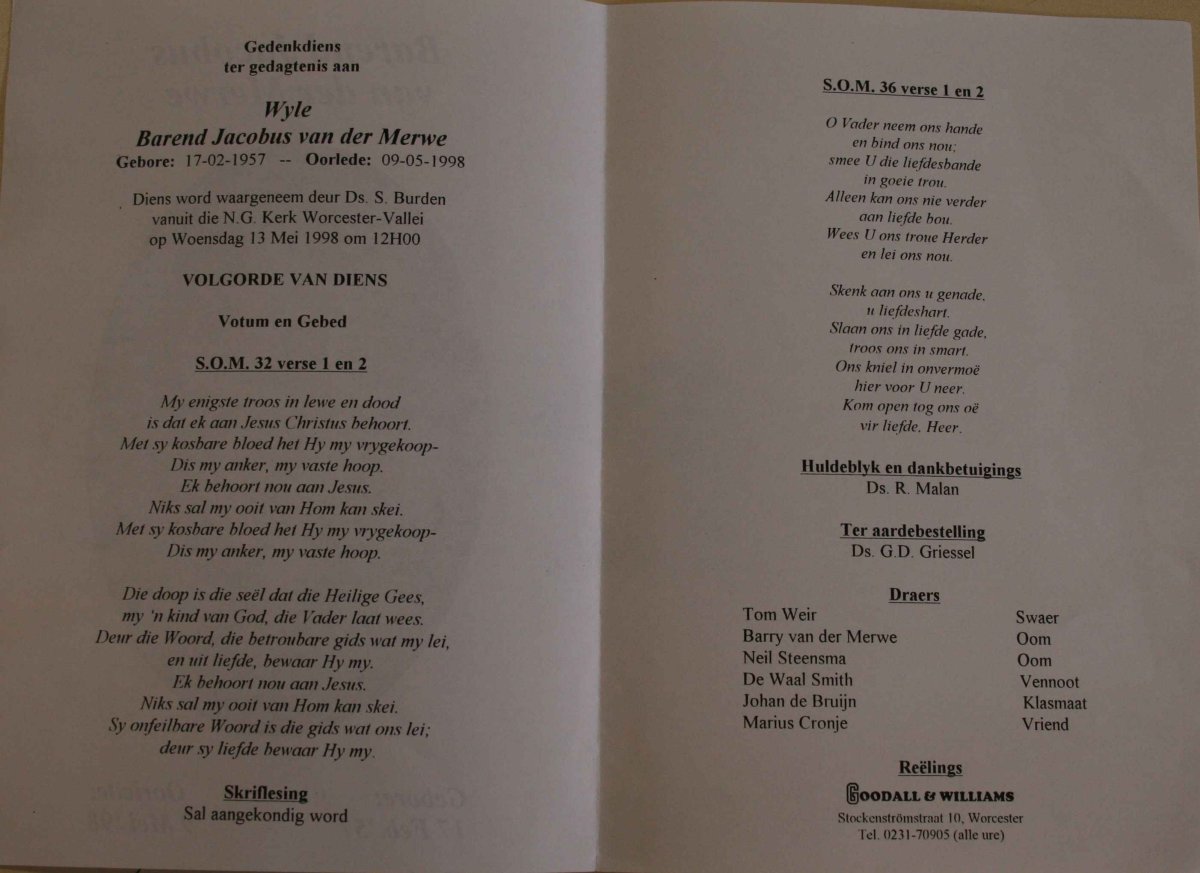 Gedenkdiens
ter gedagtenis aan
Wyle
Barend Jacobus van der Merwe
Gebore: 17-02-1957 -- Oorlede: 09-05-1998
Diens word waargeneem deur Ds. S. Burden
vanuit die N.G. Kerk Worcester-Vallei
op Woensdag 13 Mei 1998 om 12H00
VOLGORDE VAN DIENS
Votum en Gebed
S.O.M. 32 verse 1 en 2
My enigste troos in lewe en dood
is dat ek aan Jesus Christus behoort.
Met sy kosbare bloed het Hy my vrygekoop-
Dis my anker, my vaste hoop.
Ek behoort nou aan Jesus.
Niks sal my ooit van Hom kan skei.
Met sy kosbare bloed het Hy my vrygekoop-
Dis my anker, my vaste hoop.
Die doop is die seël dat die Heilige Gees,
my 'n kind van God, die Vader laat wees.
Deur die Woord, die betroubare gids wat my lei,
en uit liefde, bewaar Hy my.
Ek behoort nou aan Jesus.
Niks sal my ooit van Hom kan skei.
Sy onfeilbare Woord is die gids wat ons lei;
deur sy liefde bewaar Hy my.
Skriflesing
Sal aangekondig word
S.O.M. 36 verse 1 en 2
O Vader neem ons hande
en bind ons nou;
smee U die liefdesbande
in goeie trou.
Alleen kan ons nie verder
aan liefde bou.
Wees U ons troue Herder
en lei ons nou.
Skenk aan ons u genade,
u liefdeshart.
Slaan ons in liefde gade,
troos ons in smart.
Ons kniel in onvermoë
hier voor U neer.
Kom open tog ons oë
vir liefde, Heer.
Huldeblyk en dankbetuigings
Ds. R. Malan
Ter aardebestelling
Ds. G.D. Griessel
Draers
Tom Weir Swaer
Barry van der Merwe Oom
Neil Steensma Oom
De Waal Smith Vennoot
Johan de Bruijn Klasmaat
Marius Cronje Vriend
Reëlings
GOODALL & WILLIAMS
Stockenströmstraat 10, Worcester
Tel. 0231-70905 (alle ure)